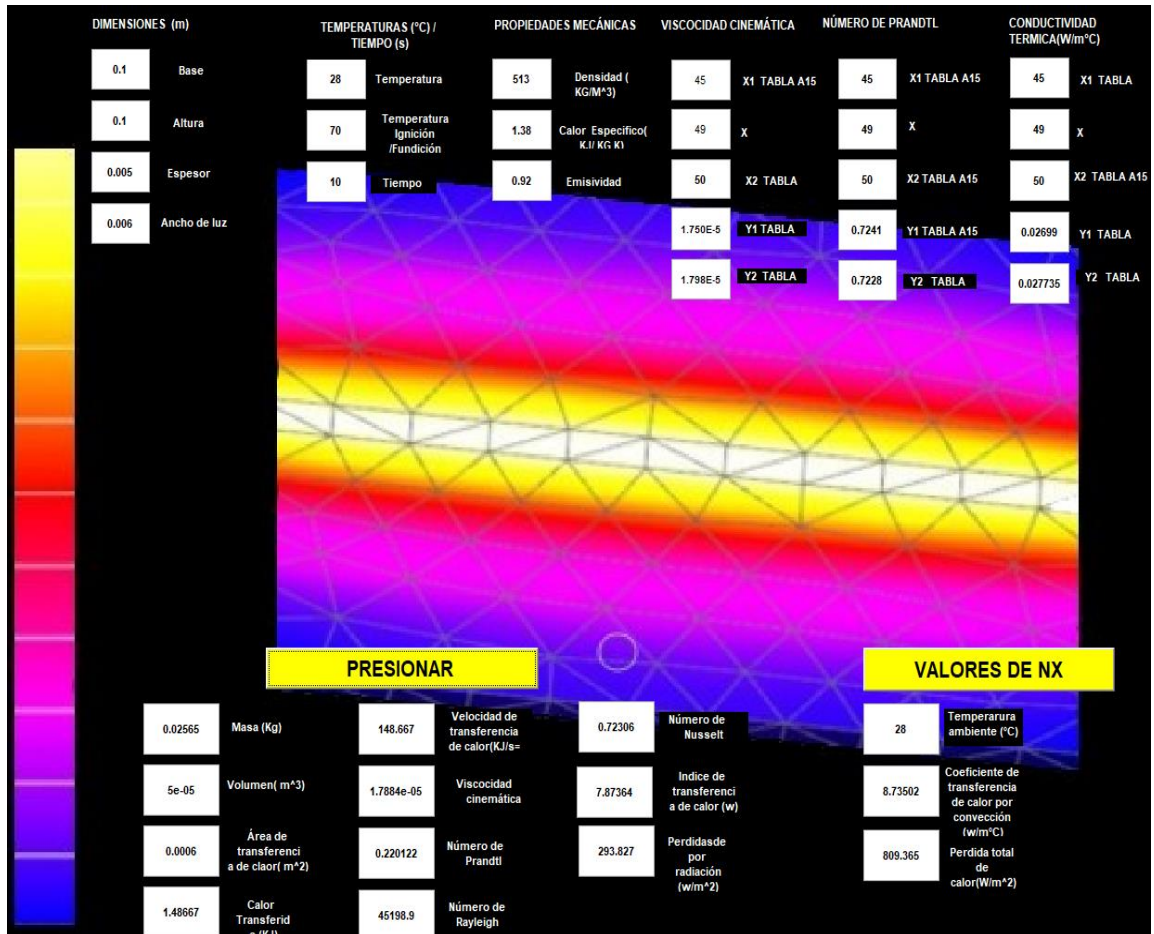 DIMENSIONES (m)
0.1 Base
0.1 Altura
0.005 Espesor
0.006 Ancho de luz
TEMPERATURAS (°C) /
TIEMPO (s)
28 Temperatura
70 Temperatura
Ignición
/Fundición
10 Tiempo
PROPIEDADES MECÁNICAS
513 Densidad (
KG/M^3)
1.38 Calor Especifico(
KJ/ KG K)
0.92 Emisividad
VISCOCIDAD CINEMÁTICA
45 X1 TABLA A15
49 X
50 X2 TABLA
1.750E-5 Y1 TABLA
1.798E-5 Y2 TABLA
NÚMERO DE PRANDTL
45 X1 TABLA A15
49 X
50 X2 TABLA A15
0.7241 Y1 TABLA A15
0.7228 Y2 TABLA
CONDUCTIVIDAD
TERMICA(W/m°C)
45 X1 TABLA
49 X
50 X2 TABLA A15
0.02699 Y1 TABLA
0.027735 Y2 TABLA
PRESIONAR
VALORES DE NX
0.02565 Masa (Kg)
5e-05 Volumen( m^3)
0.0006 Área de
transferenci
a de claor( m^2)
1.48667 Calor
Transferid
148.667 Velocidad de
transferencia
de calor(KJ/s=
1.7884e-05 Viscocidad
cinemática
0.220122 Número de
Prandtl
45198.9 Número de
Rayleigh
0.72306 Número de
Nusselt
7.87364 Indice de
transferenci
a de calor (w)
293.827 Perdidasde
por
radiación
(w/m^2)
28 Temperarura
ambiente (°C)
8.73502 Coeficiente de
transferencia
de calor por
convección
(w/m°C)
809.365 Perdida total
de
calor(W/m^2)